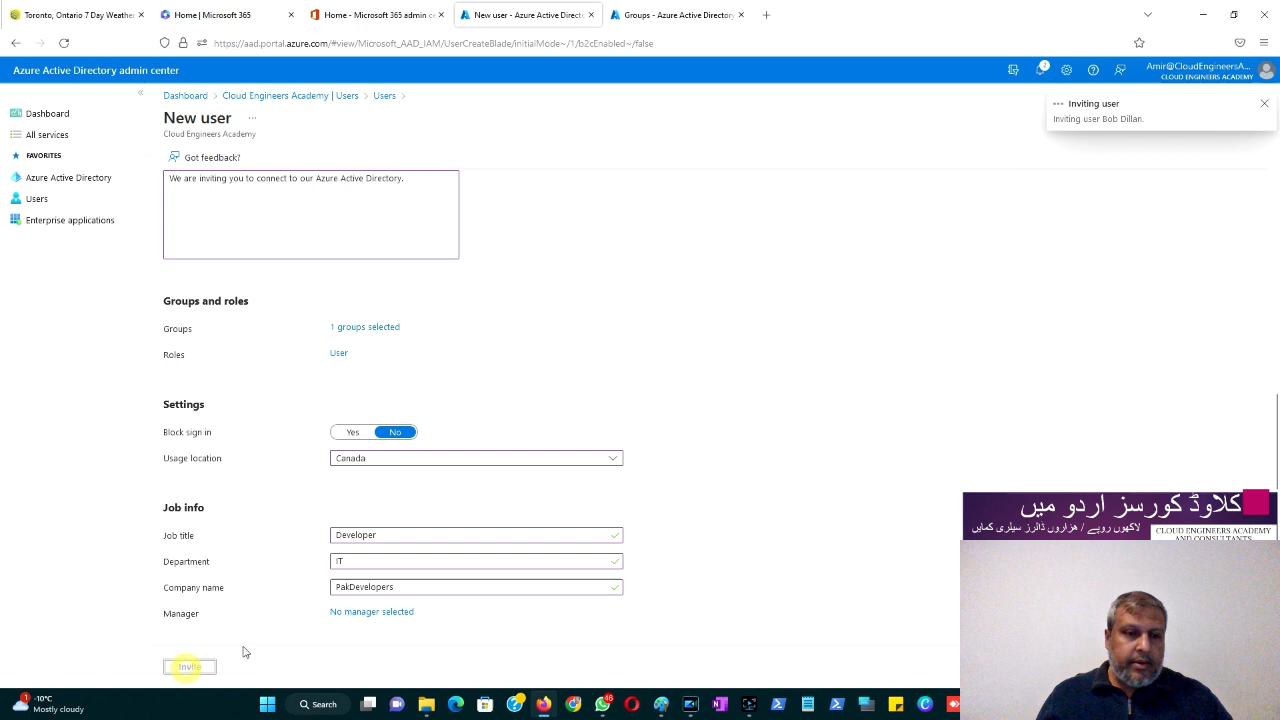 Toronto, Ontario 7 Day Weathe
Home | Microsoft 365
Home - Microsoft 365 admin ce
New user - Azure Active Directo
Groups - Azure Active Directory
https://aad.portal.azure.com/#view/Microsoft_AAD_IAM/UserCreateBlade/initialMode~/1/b2cEnabled~/false
Azure Active Directory admin center
2
Amir@CloudEngineersA...
CLOUD ENGINEERS ACADEMY
Dashboard
All services
FAVORITES
Azure Active Directory
Users
Enterprise applications
Dashboard > Cloud Engineers Academy | Users > Users >
New user ...
Cloud Engineers Academy
Got feedback?
Inviting user
Inviting user Bob Dillan.
We are inviting you to connect to our Azure Active Directory.
Groups and roles
Groups 1 groups selected
Roles User
Settings
Block sign in Yes No
Usage location Canada
Job info
Job title Developer
Department IT
Company name PakDevelopers
Manager No manager selected
Invite
کلاوڈ کورسز اردو میں
لاکھوں روپے / ہزاروں ڈالرز سیلری کمایں
CLOUD ENGINEERS ACADEMY
AND CONSULTANTS
1
-10°C
Mostly cloudy
Search
46